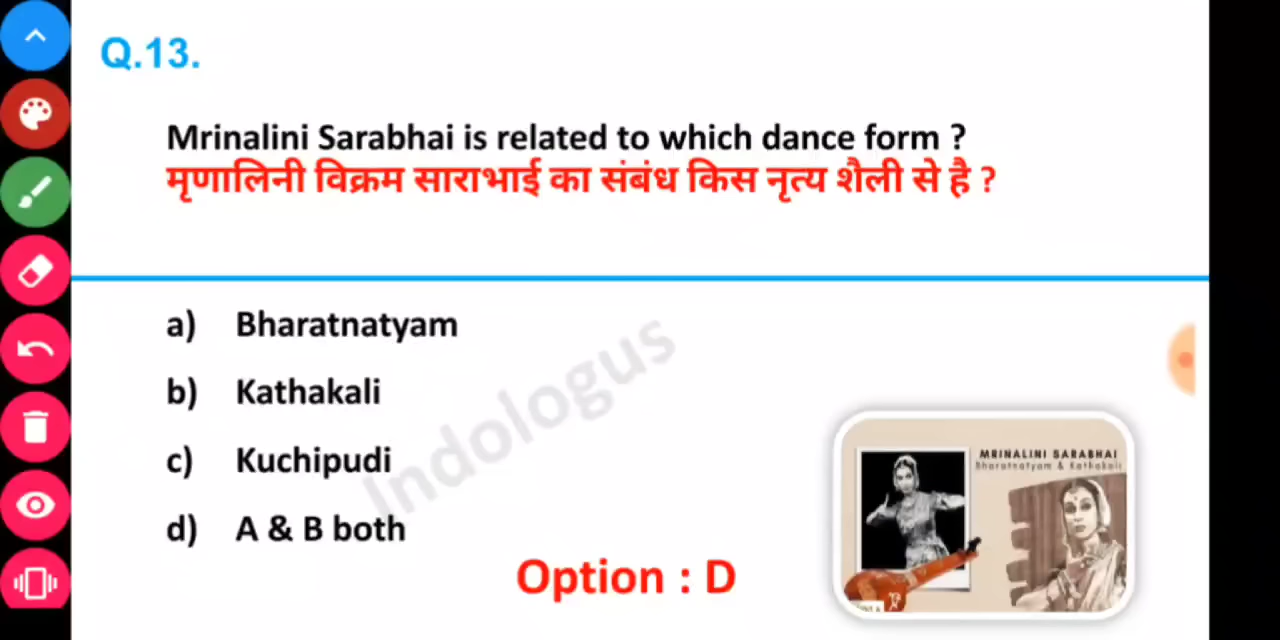 Q.13.
Mrinalini Sarabhai is related to which dance form ?
मृणालिनी विक्रम साराभाई का संबंध किस नृत्य शैली से है ?
a) Bharatnatyam
b) Kathakali
c) Kuchipudi
d) A & B both
Indologus
Option : D
MRINALINI SARABHAI
Bharatnatyam & Kathakali